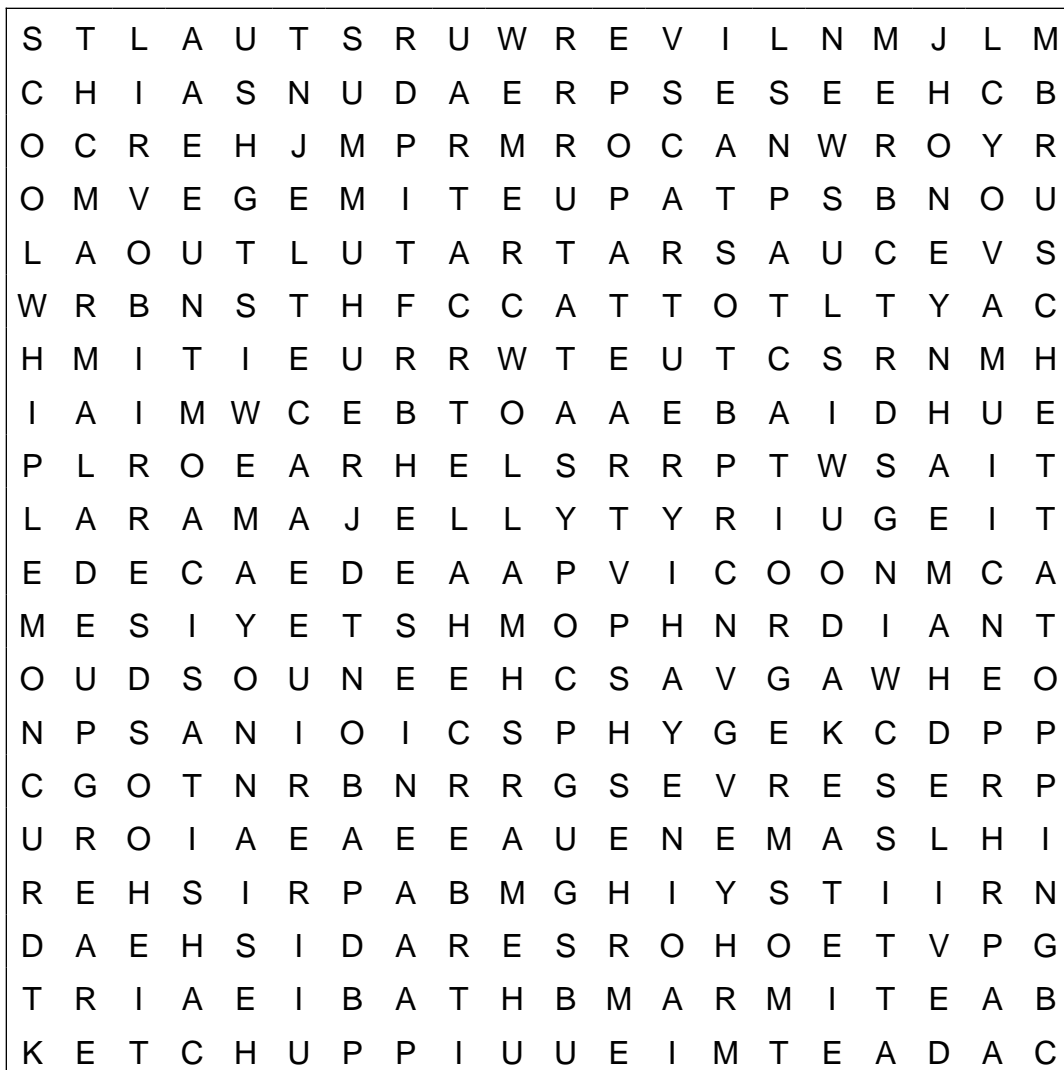 S T L A U T S R U W R E V I L N M J L M
C H I A S N U D A E R P S E S E E H C B
O C R E H J M P R M R O C A N W R O Y R
O M V E G E M I T E U P A T P S B N O U
L A O U T L U T A R T A R S A U C E V S
W R B N S T H F C C A T T O T L T Y A C
H M I T I E U R R W T E U T C S R N M H
I A I M W C E B T O A A E B A I D H U E
P L R O E A R H E L S R R P T W S A I T
L A R A M A J E L L Y T Y R I U G E I T
E D E C A E D E A A P V I C O O N M C A
M E S I Y E T S H M O P H N R D I A N T
O U D S O U N E E H C S A V G A W H E O
N P S A N I O I C S P H Y G E K C D P P
C G O T N R B N R R G S E V R E S E R P
U R O I A E A E E A U E N E M A S L H I
R E H S I R P A B M G H I Y S T I I R N
D A E H S I D A R E S R O H O E T V P G
T R I A E I B A T H B M A R M I T E A B
K E T C H U P P I U U E I M T E A D A C